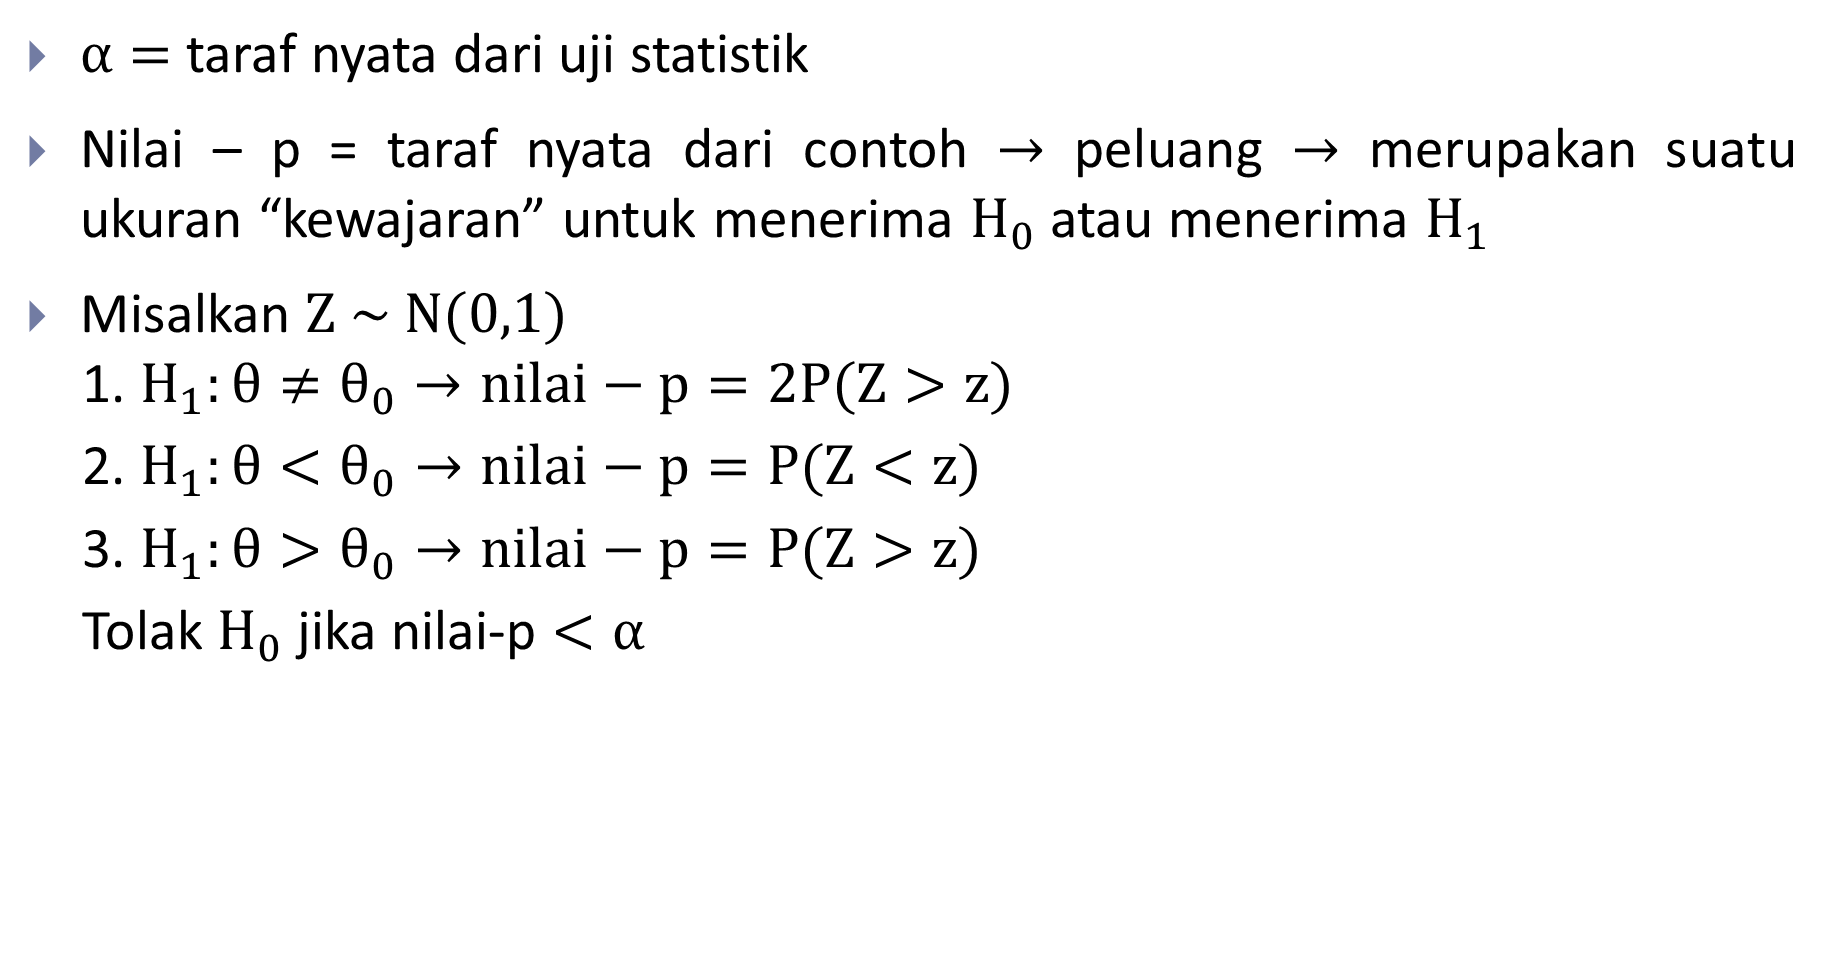 α = taraf nyata dari uji statistik
Nilai – p = taraf nyata dari contoh → peluang → merupakan suatu
ukuran “kewajaran” untuk menerima H₀ atau menerima H₁
Misalkan Z ~ N(0,1)
1. H₁: θ ≠ θ₀ → nilai − p = 2P(Z > z)
2. H₁: θ < θ₀ → nilai − p = P(Z < z)
3. H₁: θ > θ₀ → nilai − p = P(Z > z)
Tolak H₀ jika nilai-p < α